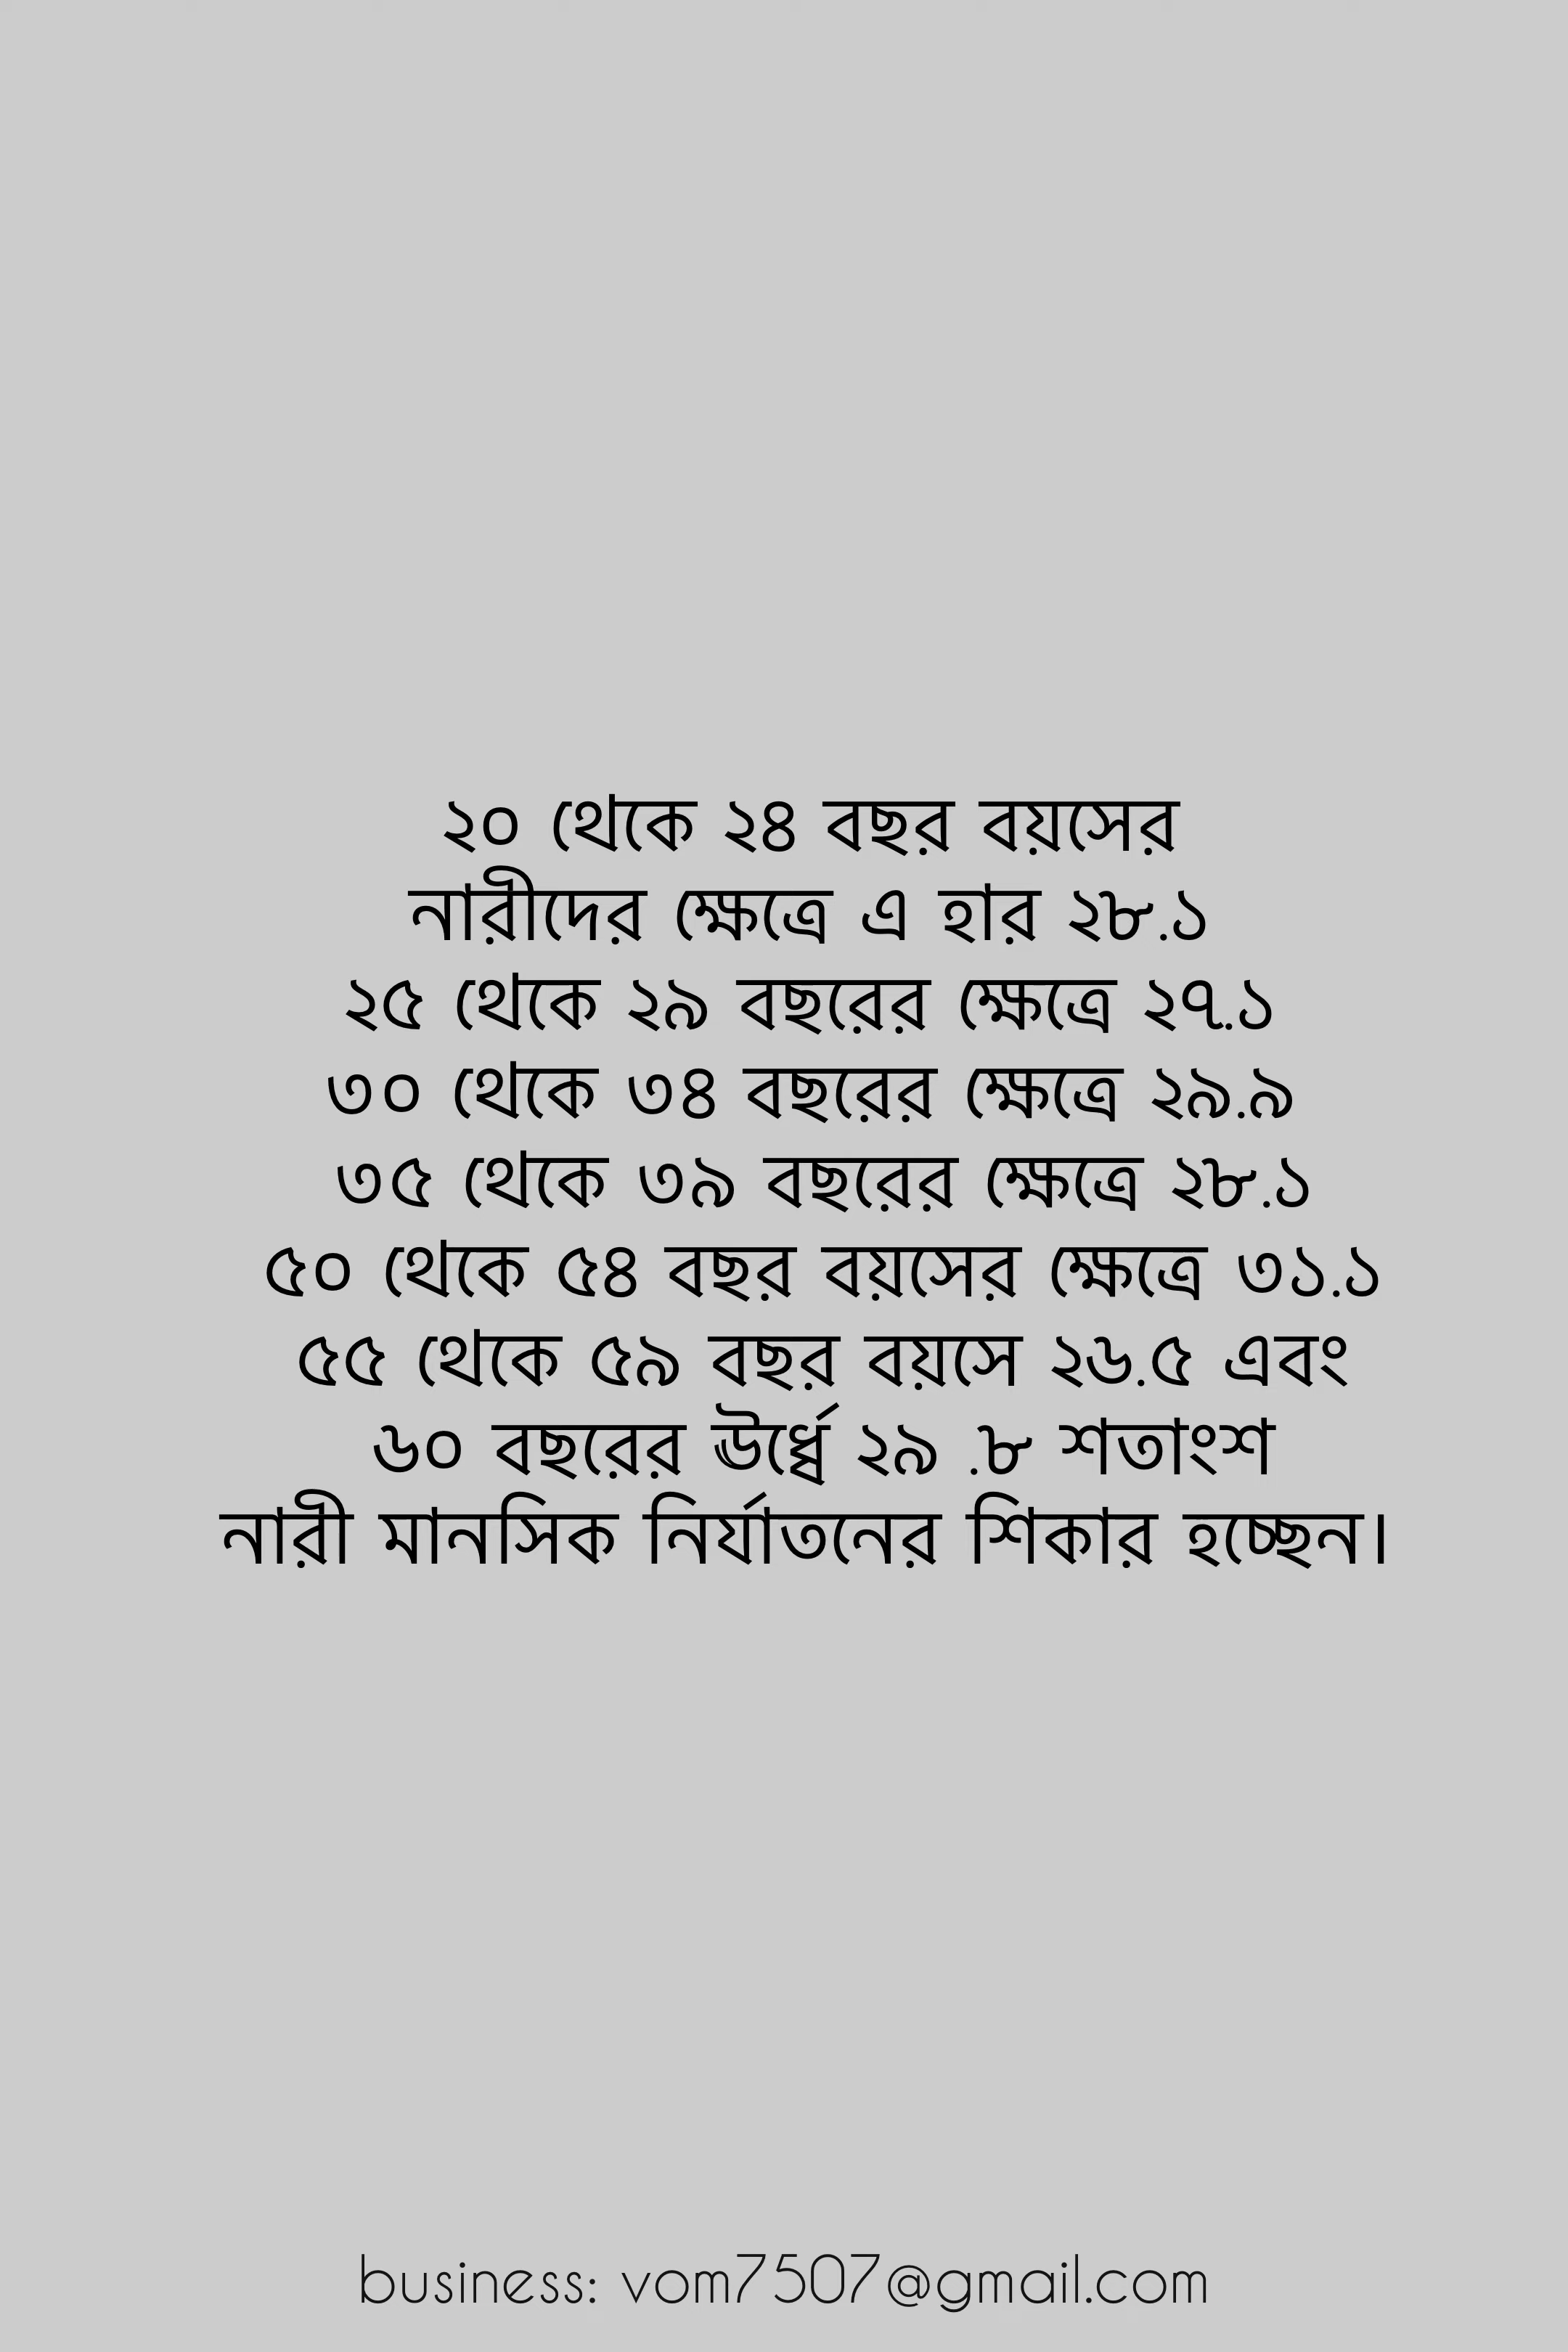 ২০ থেকে ২৪ বছর বয়সের
নারীদের ক্ষেত্রে এ হার ২৮.১
২৫ থেকে ২৯ বছরের ক্ষেত্রে ২৭.১
৩০ থেকে ৩৪ বছরের ক্ষেত্রে ২৯.৯
৩৫ থেকে ৩৯ বছরের ক্ষেত্রে ২৮.১
৫০ থেকে ৫৪ বছর বয়সের ক্ষেত্রে ৩১.১
৫৫ থেকে ৫৯ বছর বয়সে ২৬.৫ এবং
৬০ বছরের ঊর্ধ্বে ২৯ .৮ শতাংশ
নারী মানসিক নির্যাতনের শিকার হচ্ছেন।
business: vom7507@gmail.com